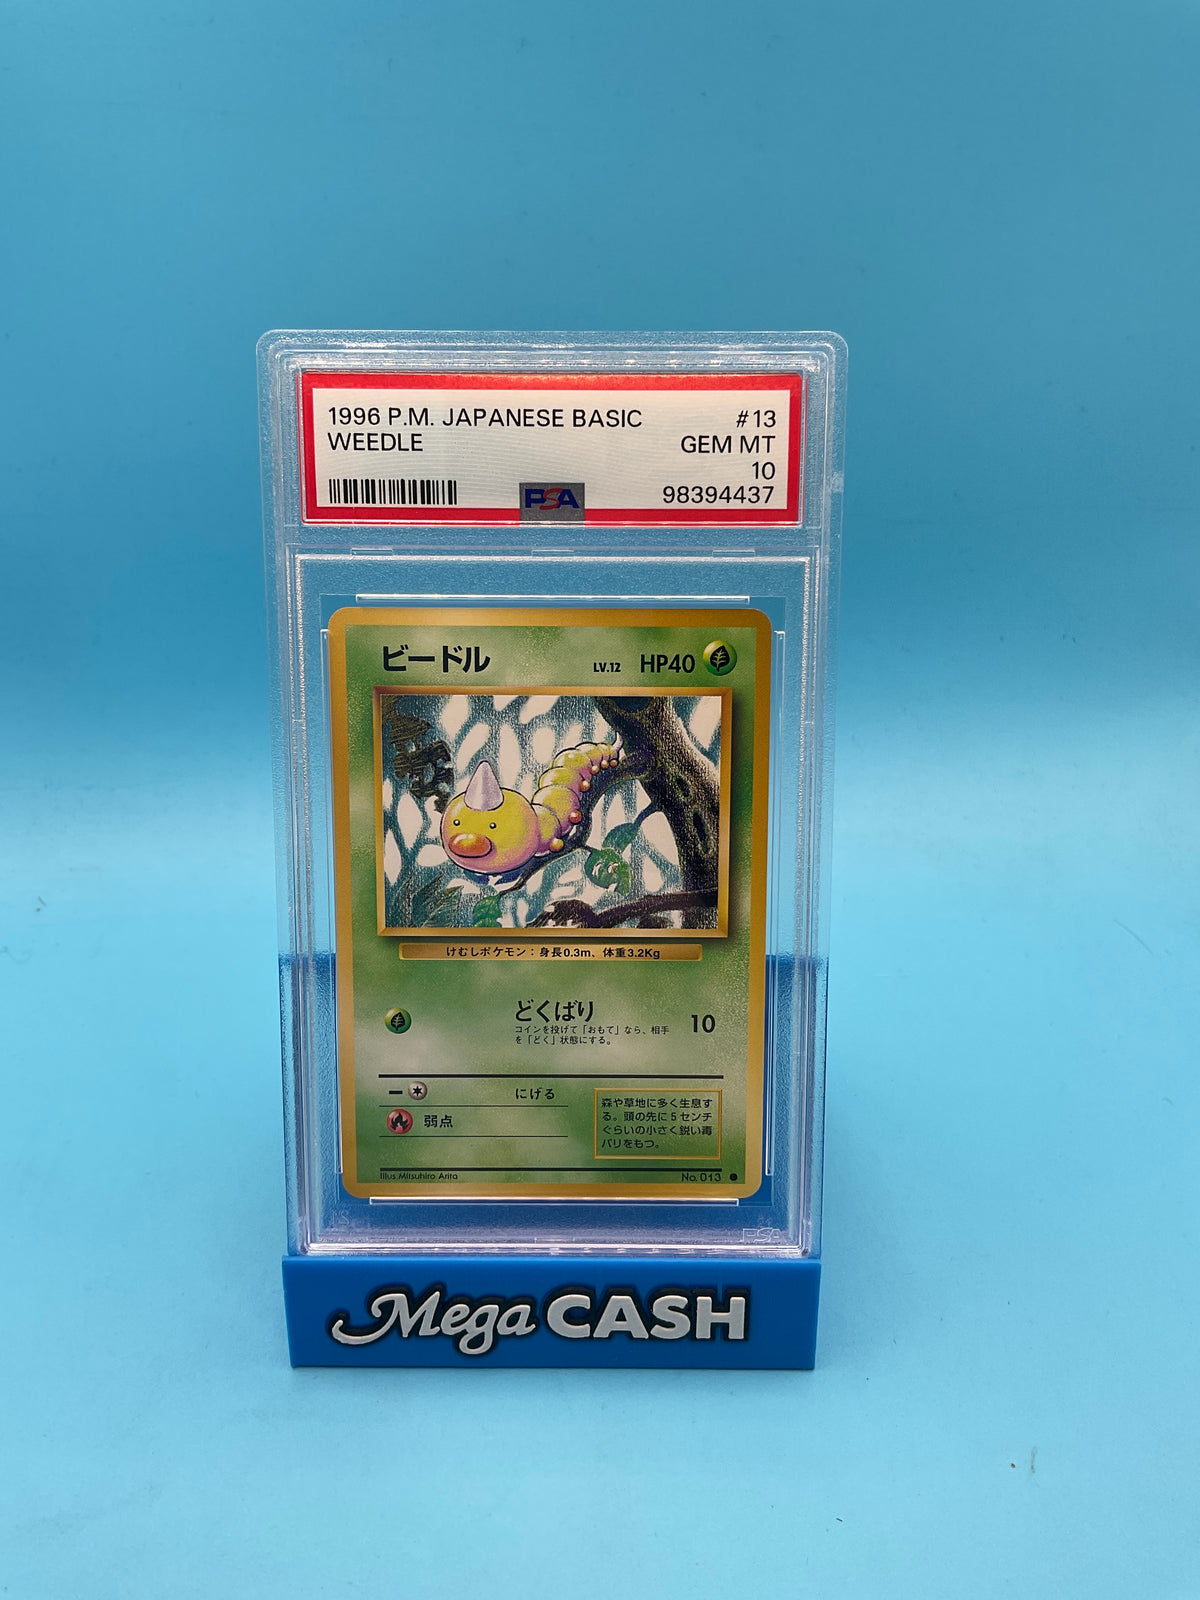 1996 P.M. JAPANESE BASIC #13
WEEDLE GEM MT
10
PSA 98394437
ビードル LV.12 HP40
けむしポケモン：身長0.3m、体重3.2Kg
どくばり 10
コインを投げて「おもて」なら、相手
を「どく」状態にする。
にげる
弱点
森や草地に多く生息す
る。頭の先に5センチ
ぐらいの小さく鋭い毒
バリをもつ。
Illus.Mitsuhiro Arita No.013
PSA
Mega CASH